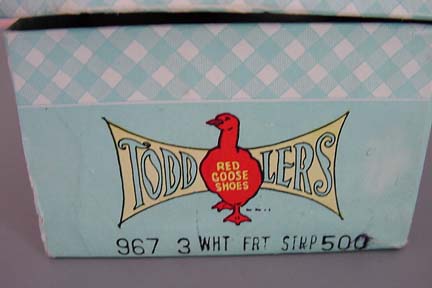 TODDLERS
RED
GOOSE
SHOES
967 3 WHT FRT STRP 500